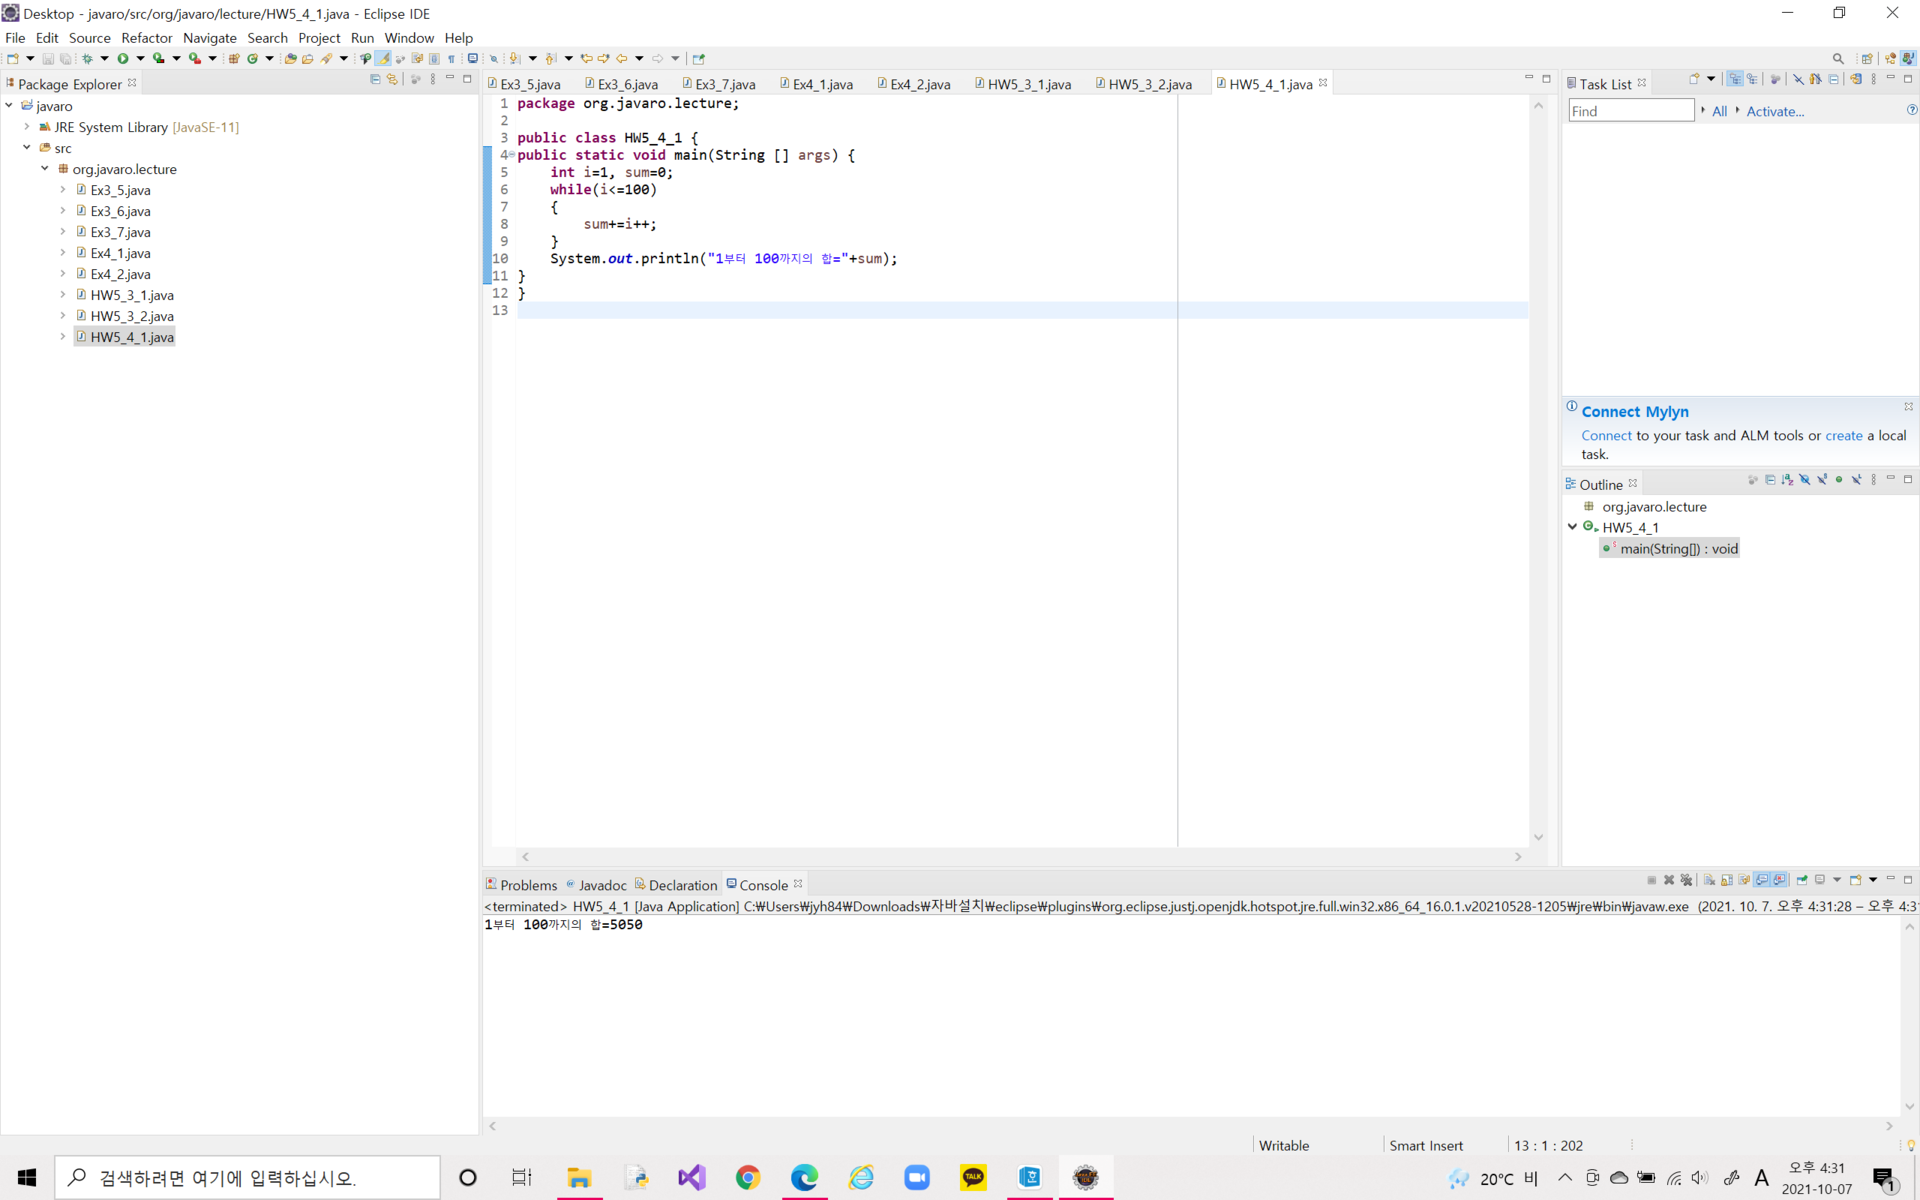 Desktop - javaro/src/org/javaro/lecture/HW5_4_1.java - Eclipse IDE
File Edit Source Refactor Navigate Search Project Run Window Help
Package Explorer
javaro
JRE System Library [JavaSE-11]
src
org.javaro.lecture
Ex3_5.java
Ex3_6.java
Ex3_7.java
Ex4_1.java
Ex4_2.java
HW5_3_1.java
HW5_3_2.java
HW5_4_1.java
Ex3_5.java Ex3_6.java Ex3_7.java Ex4_1.java Ex4_2.java HW5_3_1.java HW5_3_2.java HW5_4_1.java
1 package org.javaro.lecture;
2
3 public class HW5_4_1 {
4 public static void main(String [] args) {
5 int i=1, sum=0;
6 while(i<=100)
7 {
8 sum+=i++;
9 }
10 System.out.println("1부터 100까지의 합="+sum);
11 }
12 }
13
Task List
Find All Activate...
Connect Mylyn
Connect to your task and ALM tools or create a local
task.
Outline
org.javaro.lecture
HW5_4_1
main(String[]) : void
Problems Javadoc Declaration Console
<terminated> HW5_4_1 [Java Application] C:₩Users₩jyh84₩Downloads₩자바설치₩eclipse₩plugins₩org.eclipse.justj.openjdk.hotspot.jre.full.win32.x86_64_16.0.1.v20210528-1205₩jre₩bin₩javaw.exe (2021. 10. 7. 오후 4:31:28 – 오후 4:3
1부터 100까지의 합=5050
Writable Smart Insert 13 : 1 : 202
검색하려면 여기에 입력하십시오.
TALK
20°C 비
A
오후 4:31
2021-10-07
1